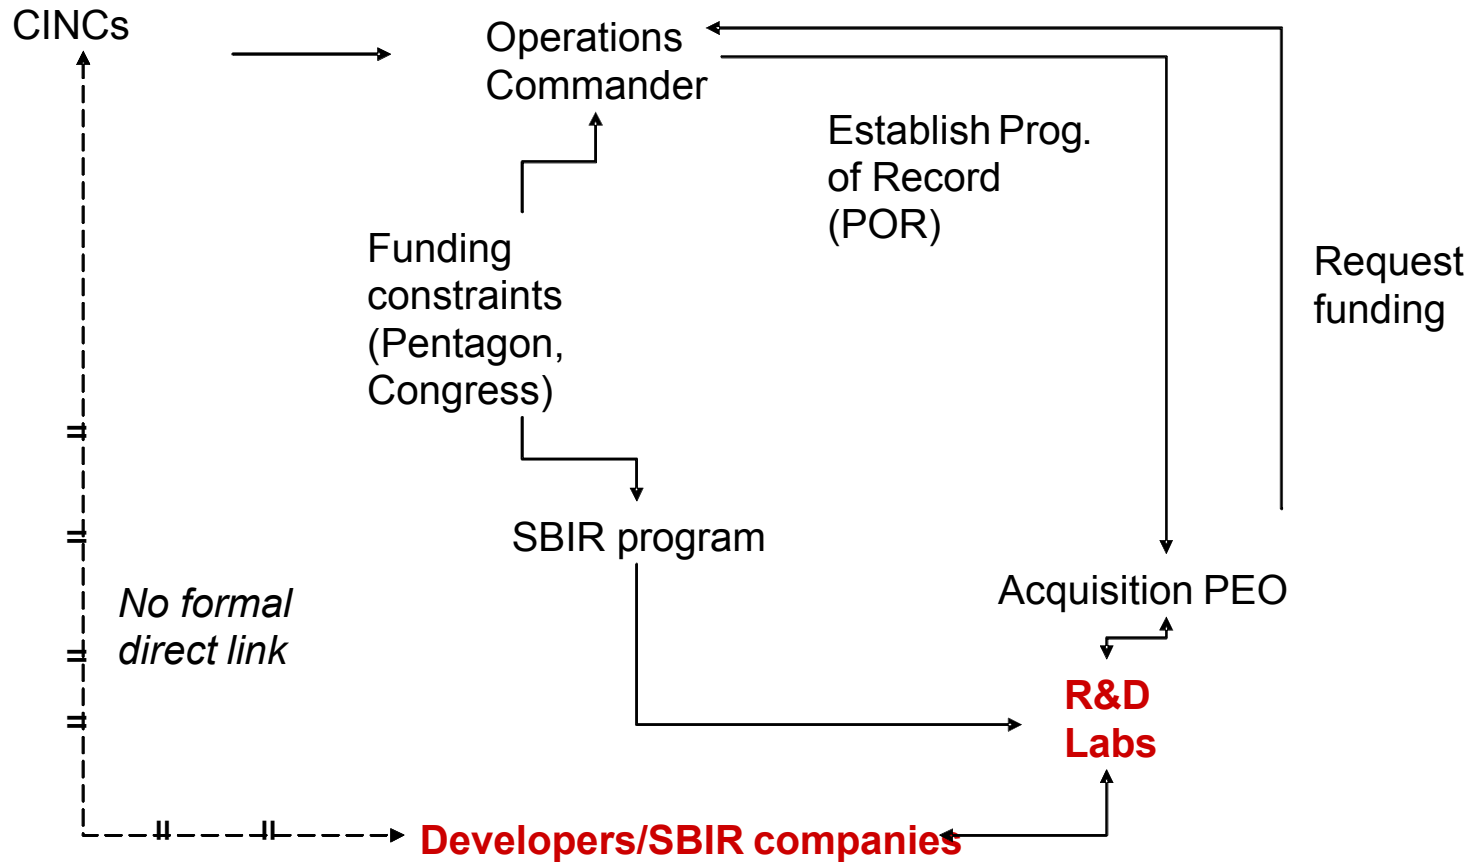 CINCs
Operations
Commander
Establish Prog.
of Record
(POR)
Funding
constraints
(Pentagon,
Congress)
Request
funding
SBIR program
No formal
direct link
Acquisition PEO
R&D
Labs
Developers/SBIR companies